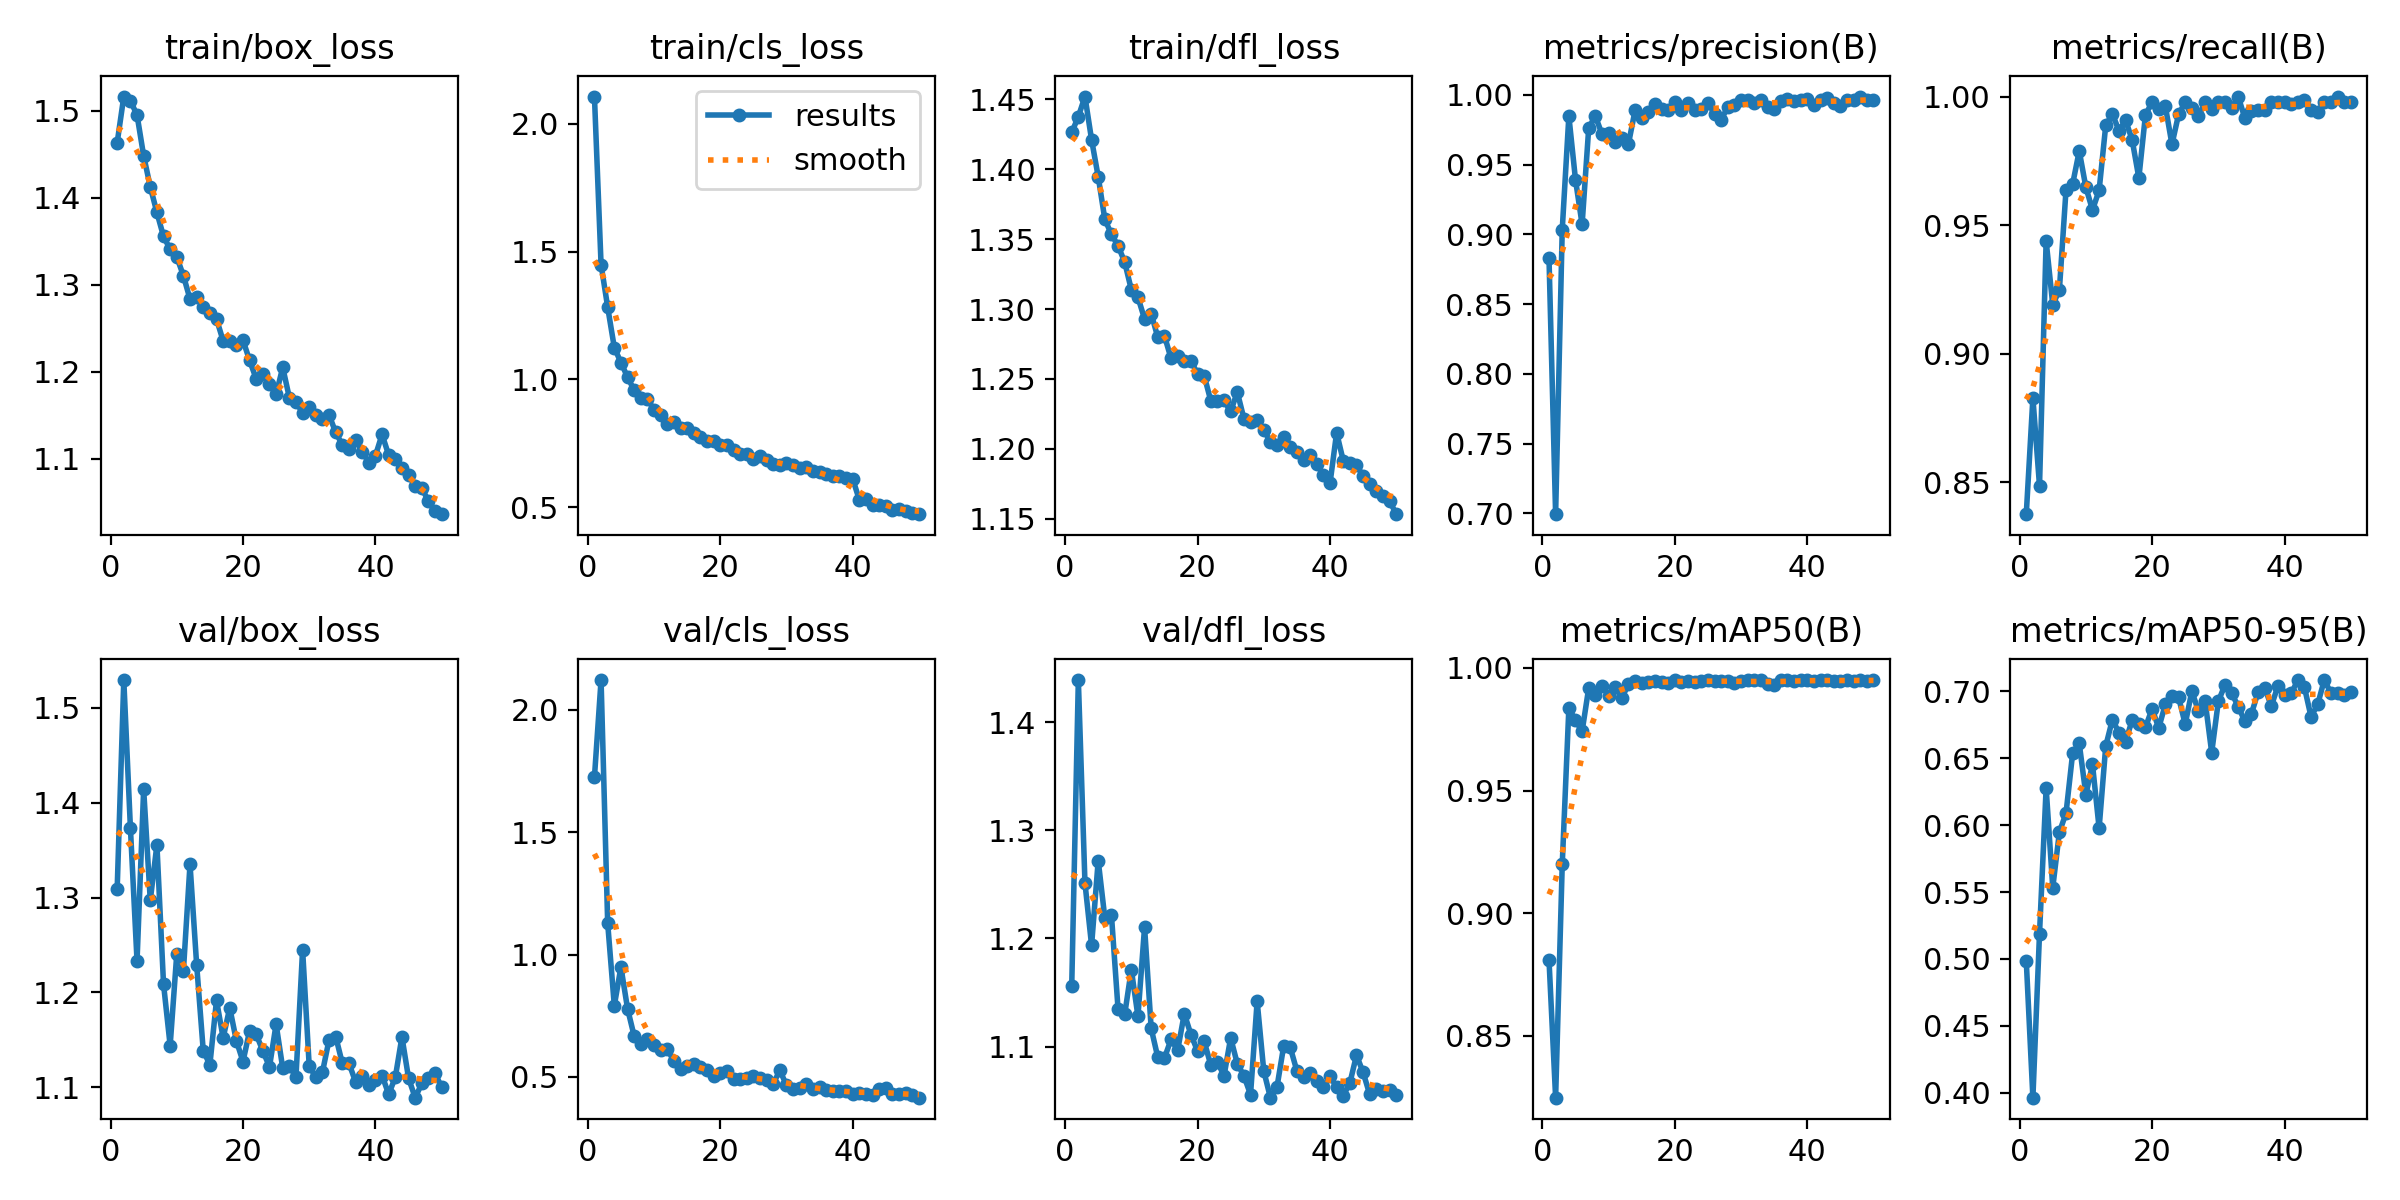 train/box_loss
1.5
1.4
1.3
1.2
1.1
0 20 40
train/cls_loss
results
smooth
2.0
1.5
1.0
0.5
0 20 40
train/dfl_loss
1.45
1.40
1.35
1.30
1.25
1.20
1.15
0 20 40
metrics/precision(B)
1.00
0.95
0.90
0.85
0.80
0.75
0.70
0 20 40
metrics/recall(B)
1.00
0.95
0.90
0.85
0 20 40
val/box_loss
1.5
1.4
1.3
1.2
1.1
0 20 40
val/cls_loss
2.0
1.5
1.0
0.5
0 20 40
val/dfl_loss
1.4
1.3
1.2
1.1
0 20 40
metrics/mAP50(B)
1.00
0.95
0.90
0.85
0 20 40
metrics/mAP50-95(B)
0.70
0.65
0.60
0.55
0.50
0.45
0.40
0 20 40